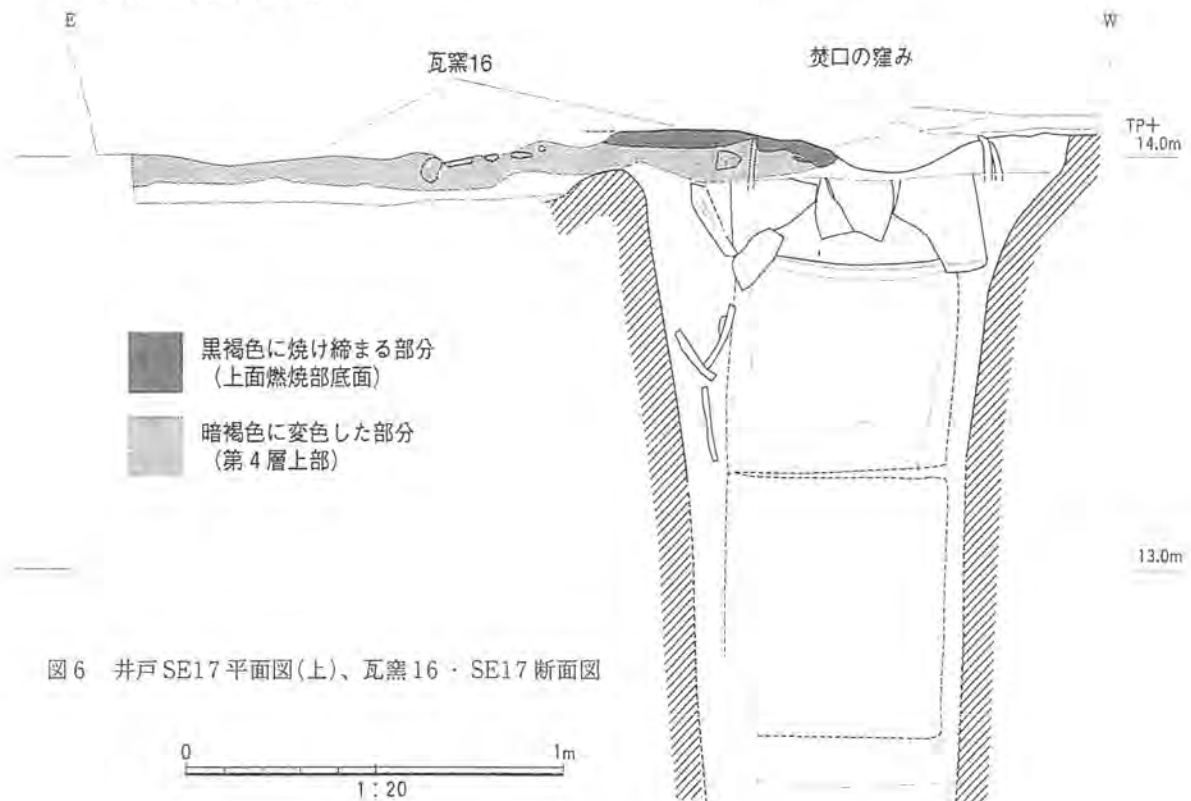 E
W
瓦窯16
焚口の窪み
TP+
14.0m
黒褐色に焼け締まる部分
（上面燃焼部底面）
暗褐色に変色した部分
（第4層上部）
13.0m
図6 井戸SE17平面図(上)、瓦窯16・SE17断面図
0 1m
1：20